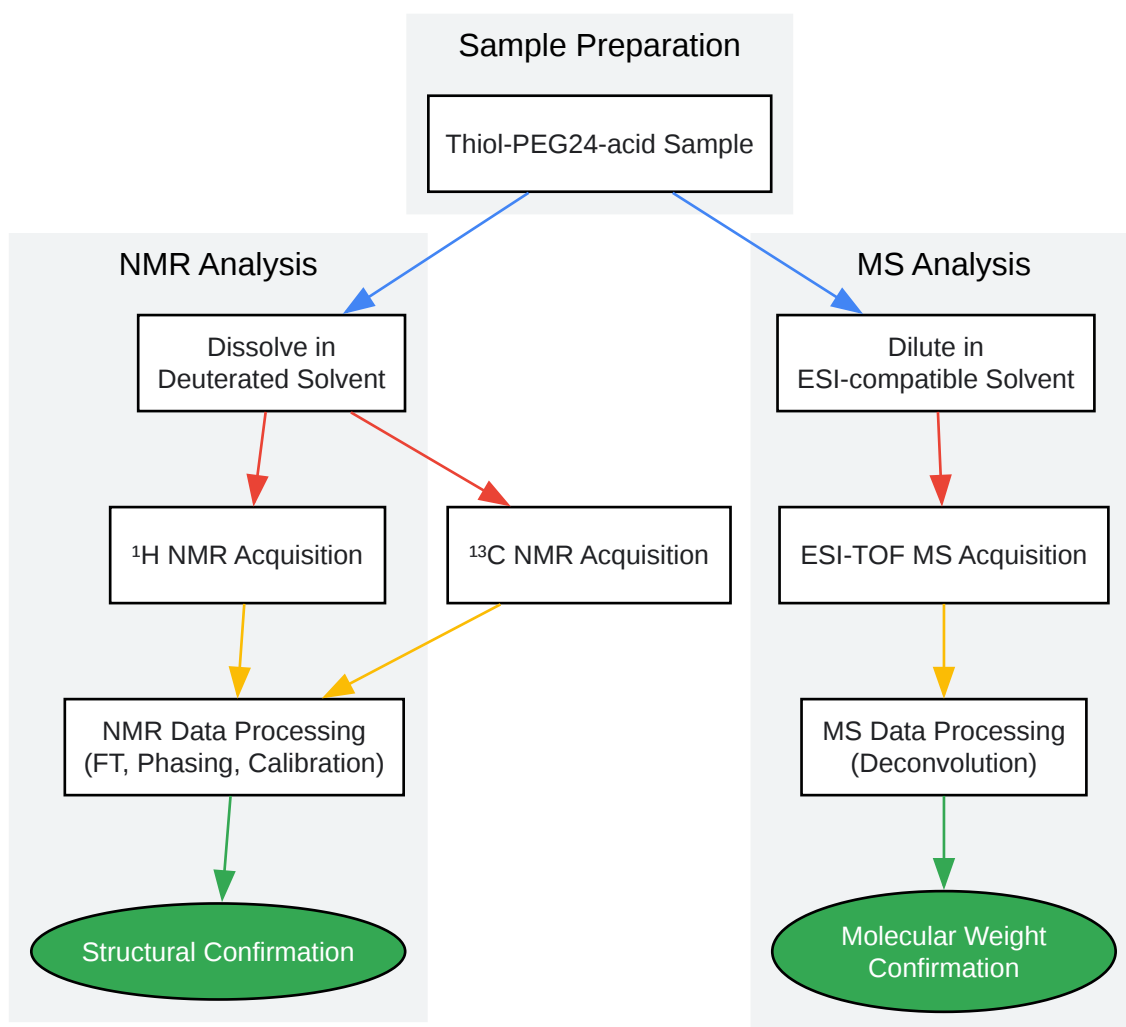 Sample Preparation
Thiol-PEG24-acid Sample
NMR Analysis
MS Analysis
Dissolve in
Deuterated Solvent
Dilute in
ESI-compatible Solvent
¹H NMR Acquisition
¹³C NMR Acquisition
ESI-TOF MS Acquisition
NMR Data Processing
(FT, Phasing, Calibration)
MS Data Processing
(Deconvolution)
Structural Confirmation
Molecular Weight
Confirmation